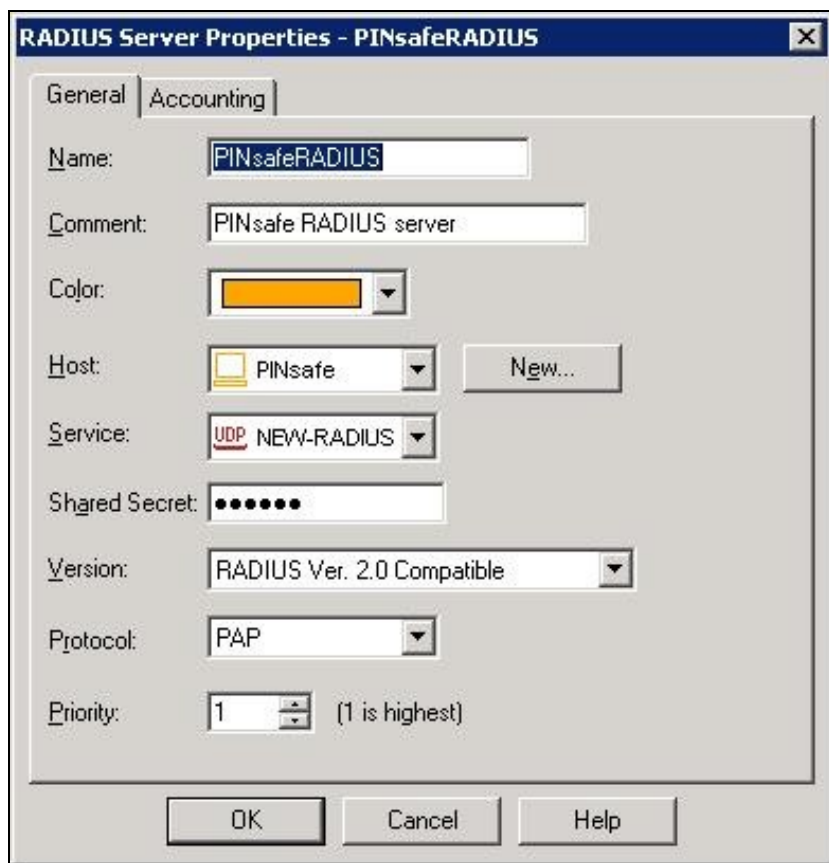 RADIUS Server Properties - PINsafeRADIUS
General Accounting
Name: PINsafeRADIUS
Comment: PINsafe RADIUS server
Color:
Host: PINsafe New...
Service: UDP NEW-RADIUS
Shared Secret: ●●●●●●
Version: RADIUS Ver. 2.0 Compatible
Protocol: PAP
Priority: 1 (1 is highest)
OK Cancel Help